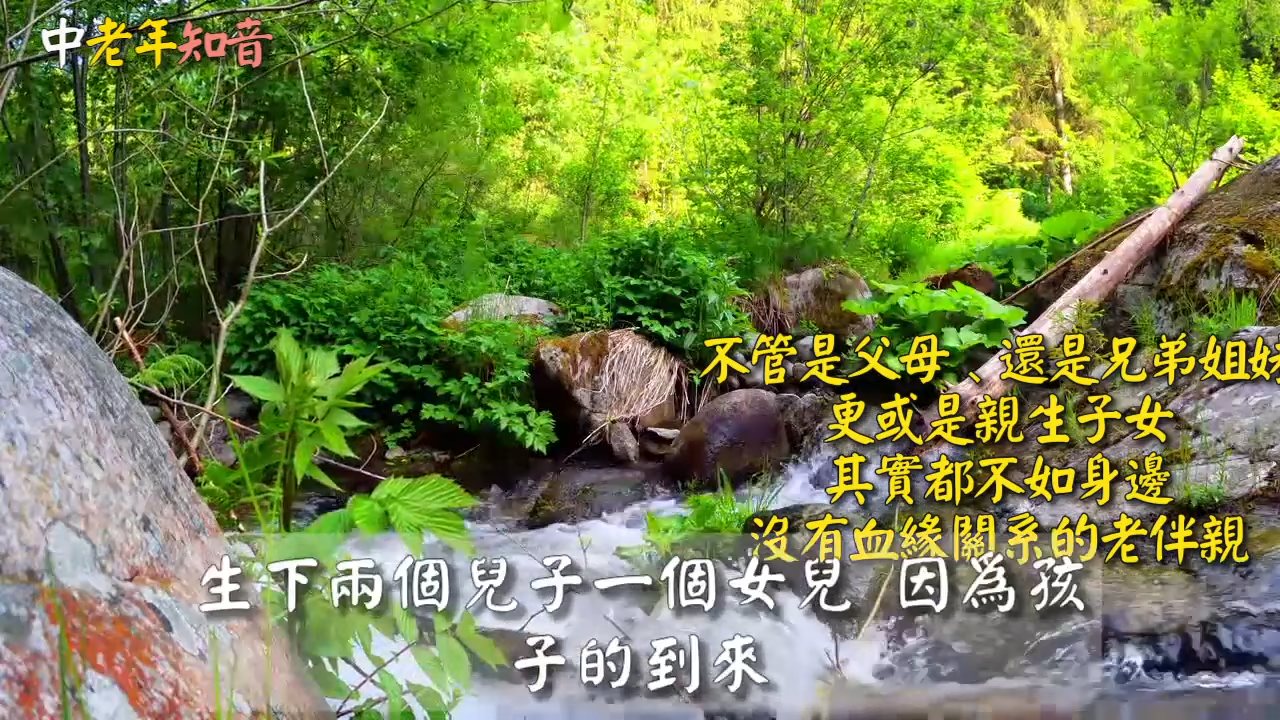 中老年知音
不管是父母、還是兄弟姐妹
更或是親生子女
其實都不如身邊
沒有血緣關系的老伴親
生下兩個兒子一個女兒 因爲孩
子的到來